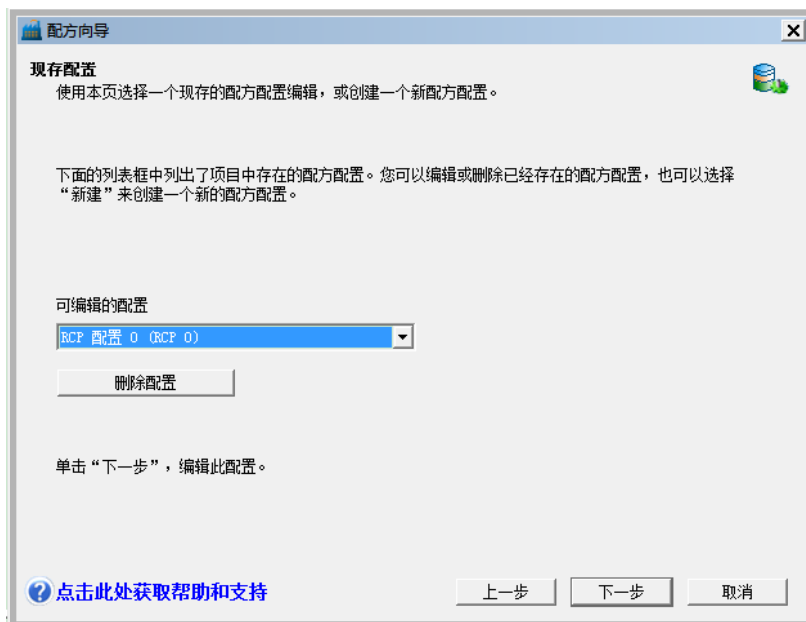 配方向导
现存配置
使用本页选择一个现存的配方配置编辑，或创建一个新配方配置。
下面的列表框中列出了项目中存在的配方配置。您可以编辑或删除已经存在的配方配置，也可以选择
“新建”来创建一个新的配方配置。
可编辑的配置
RCP 配置 0 (RCP 0)
删除配置
单击“下一步”，编辑此配置。
点击此处获取帮助和支持
上一步
下一步
取消